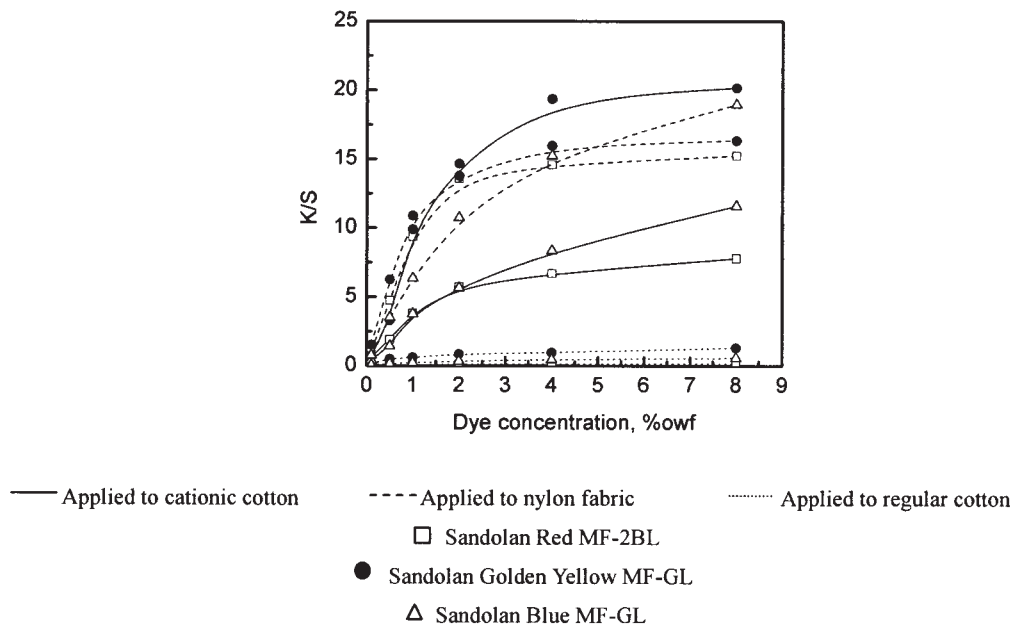 25
20
15
10
5
0
K/S
0 1 2 3 4 5 6 7 8 9
Dye concentration, %owf
Applied to cationic cotton Applied to nylon fabric Applied to regular cotton
Sandolan Red MF-2BL
Sandolan Golden Yellow MF-GL
Sandolan Blue MF-GL